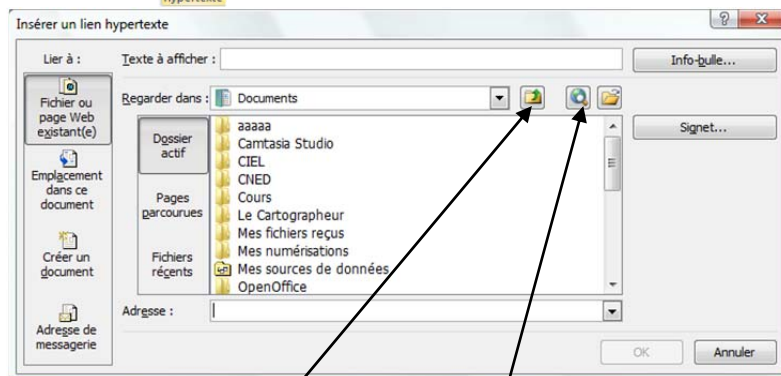 hypertexte
Insérer un lien hypertexte
Lier à :
Texte à afficher :
Info-bulle...
Fichier ou
page Web
existant(e)
Regarder dans :
Documents
Signet...
Dossier
actif
aaaaa
Camtasia Studio
CIEL
CNED
Emplacement
dans ce
document
Pages
parcourues
Cours
Le Cartographeur
Mes fichiers reçus
Créer un
document
Fichiers
récents
Mes numérisations
Mes sources de données
OpenOffice
Adresse :
Adresse de
messagerie
OK
Annuler